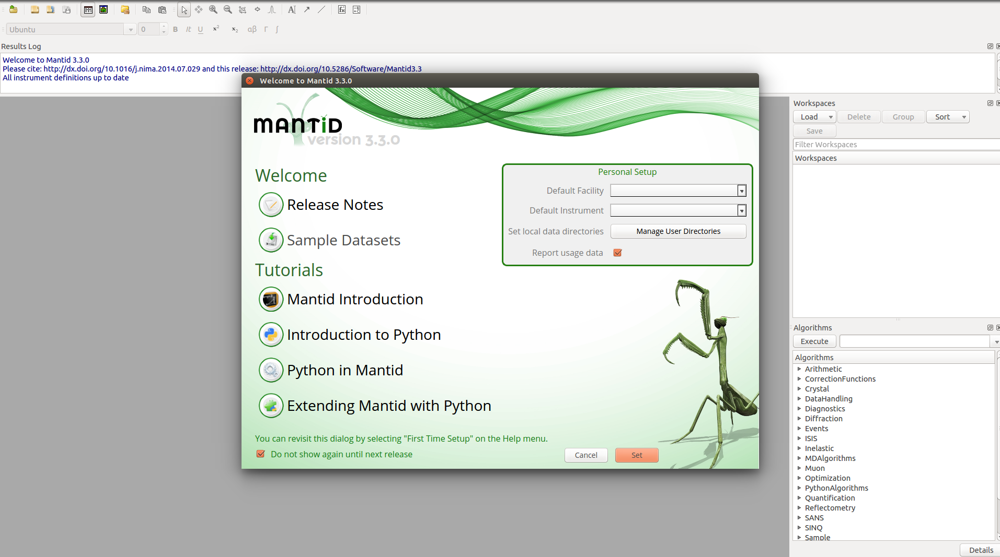 Ubuntu
0
B It U x² x₂ αβ Γ ∫
Results Log
Welcome to Mantid 3.3.0
Please cite: http://dx.doi.org/10.1016/j.nima.2014.07.029 and this release: http://dx.doi.org/10.5286/Software/Mantid3.3
All instrument definitions up to date
Welcome to Mantid 3.3.0
MANTiD
version 3.3.0
Welcome
Release Notes
Sample Datasets
Tutorials
Mantid Introduction
Introduction to Python
Python in Mantid
Extending Mantid with Python
You can revisit this dialog by selecting "First Time Setup" on the Help menu.
Do not show again until next release
Cancel
Set
Personal Setup
Default Facility
Default Instrument
Set local data directories
Manage User Directories
Report usage data
Workspaces
Load
Delete
Group
Sort
Save
Filter Workspaces
Workspaces
Algorithms
Execute
Algorithms
Arithmetic
CorrectionFunctions
Crystal
DataHandling
Diagnostics
Diffraction
Events
ISIS
Inelastic
MDAlgorithms
Muon
Optimization
PythonAlgorithms
Quantification
Reflectometry
SANS
SINQ
Sample
Details